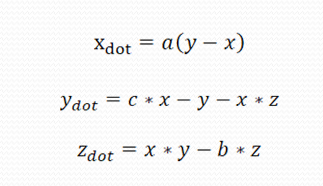 x_dot = a(y − x)
y_dot = c ∗ x − y − x ∗ z
z_dot = x ∗ y − b ∗ z